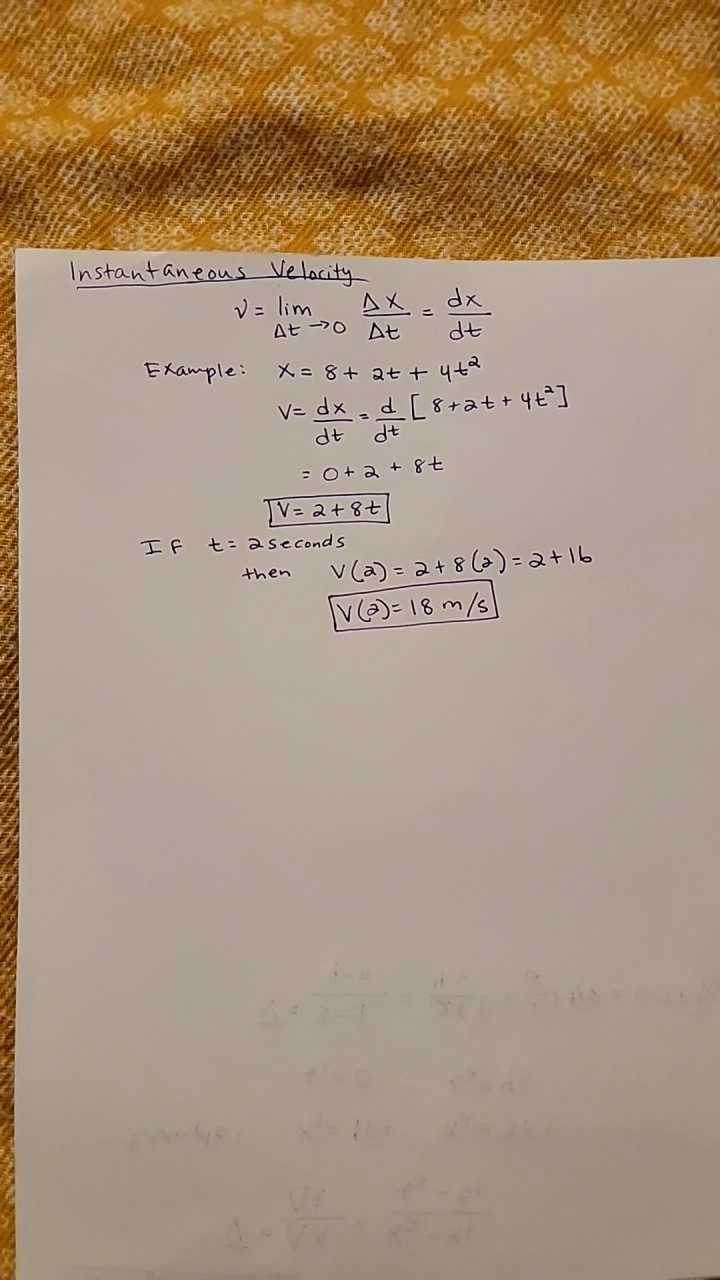 Instantaneous Velocity
v = lim Δt→0 Δx/Δt = dx/dt
Example: x = 8 + 2t + 4t²
V = dx/dt = d/dt [8+2t+4t²]
= 0 + 2 + 8t
V = 2 + 8t
If t = 2 seconds
then V(2) = 2 + 8(2) = 2 + 16
V(2) = 18 m/s